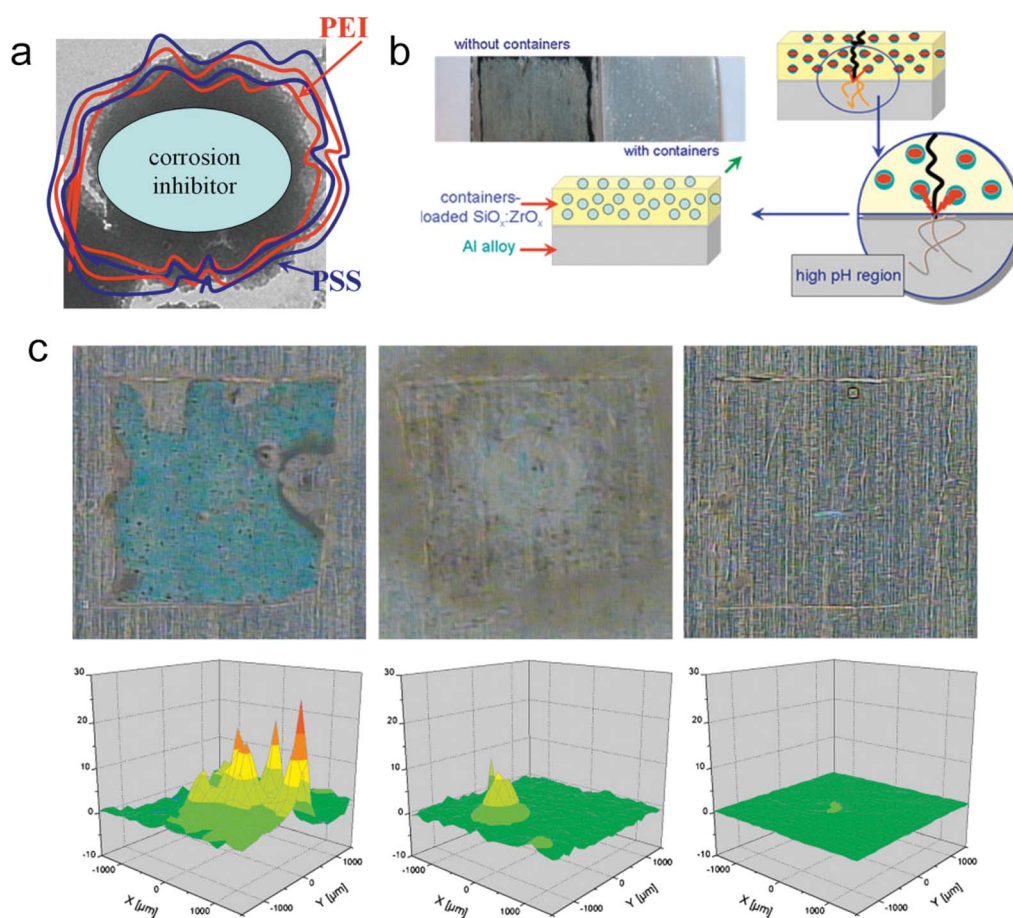 a
PEI
corrosion
inhibitor
PSS
b
without containers
with containers
containers-
loaded SiOx:ZrOx
Al alloy
high pH region
c
30
20
10
0
-10
-1000
0
1000
X [μm]
-1000
0
1000
Y [μm]
30
20
10
0
-10
-1000
0
1000
X [μm]
-1000
0
1000
Y [μm]
30
20
10
0
-10
-1000
0
1000
X [μm]
-1000
0
1000
Y [μm]